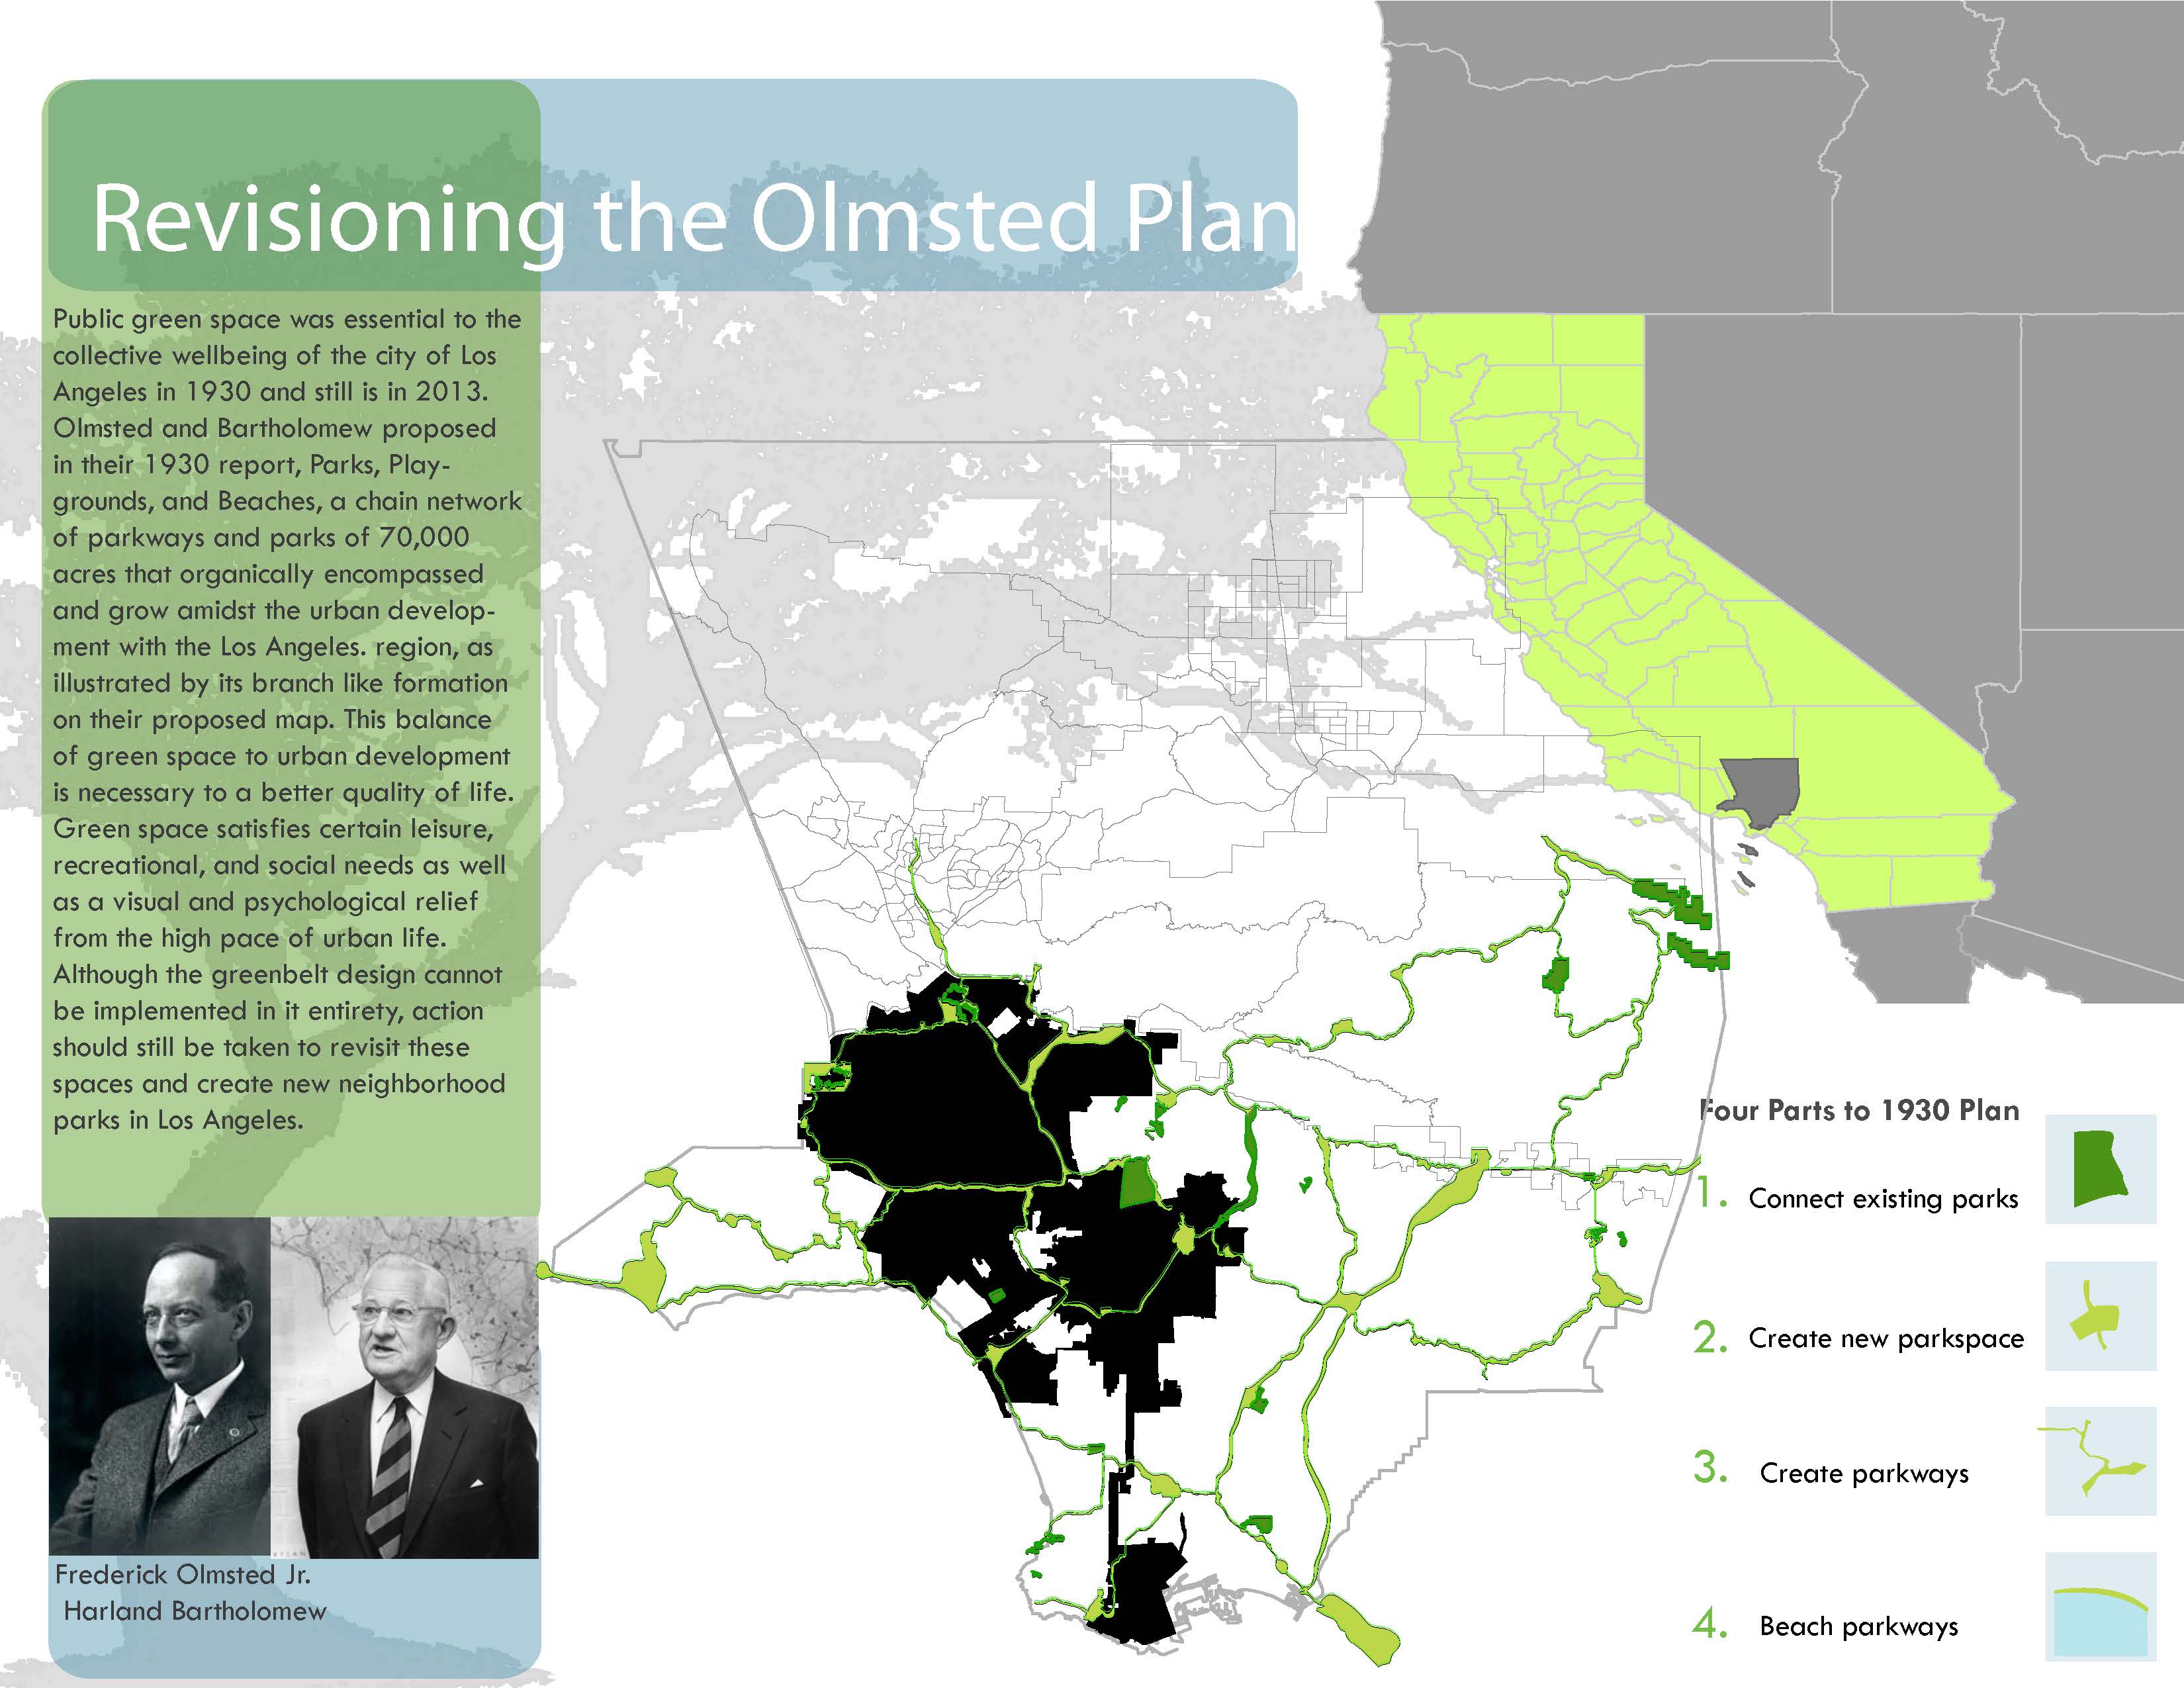 Revisioning the Olmsted Plan
Public green space was essential to the
collective wellbeing of the city of Los
Angeles in 1930 and still is in 2013.
Olmsted and Bartholomew proposed
in their 1930 report, Parks, Play-
grounds, and Beaches, a chain network
of parkways and parks of 70,000
acres that organically encompassed
and grow amidst the urban develop-
ment with the Los Angeles. region, as
illustrated by its branch like formation
on their proposed map. This balance
of green space to urban development
is necessary to a better quality of life.
Green space satisfies certain leisure,
recreational, and social needs as well
as a visual and psychological relief
from the high pace of urban life.
Although the greenbelt design cannot
be implemented in it entirety, action
should still be taken to revisit these
spaces and create new neighborhood
parks in Los Angeles.
Frederick Olmsted Jr.
Harland Bartholomew
Four Parts to 1930 Plan
1. Connect existing parks
2. Create new parkspace
3. Create parkways
4. Beach parkways